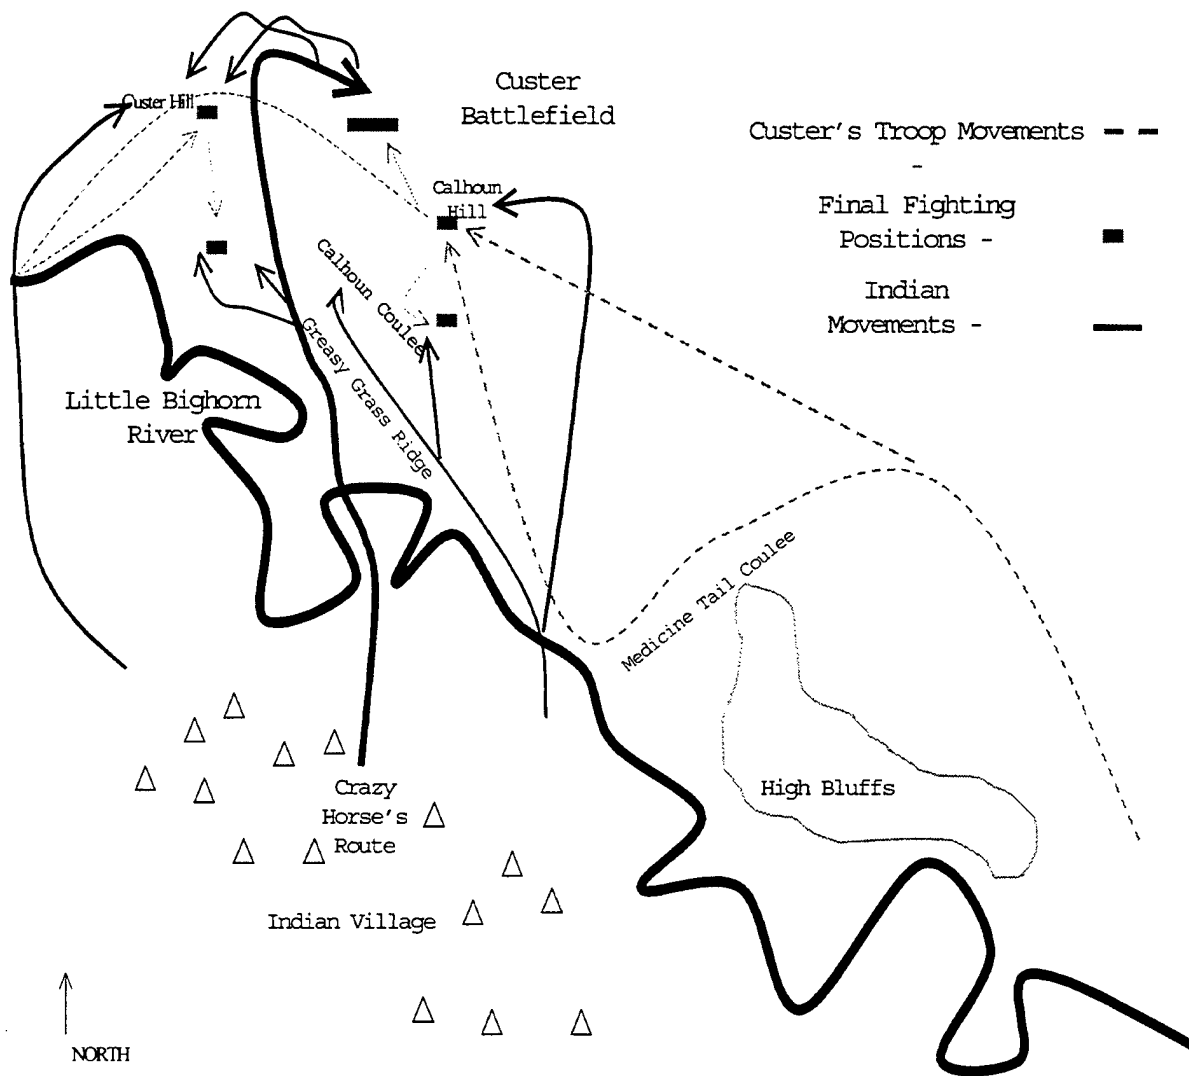 Custer
Battlefield
Custer Hill
Custer's Troop Movements
-
Calhoun
Hill
Final Fighting
Positions -
Indian
Movements -
Calhoun Coulee
Greasy Grass Ridge
Little Bighorn
River
Medicine Tail Coulee
High Bluffs
Crazy
Horse's
Route
Indian Village
NORTH